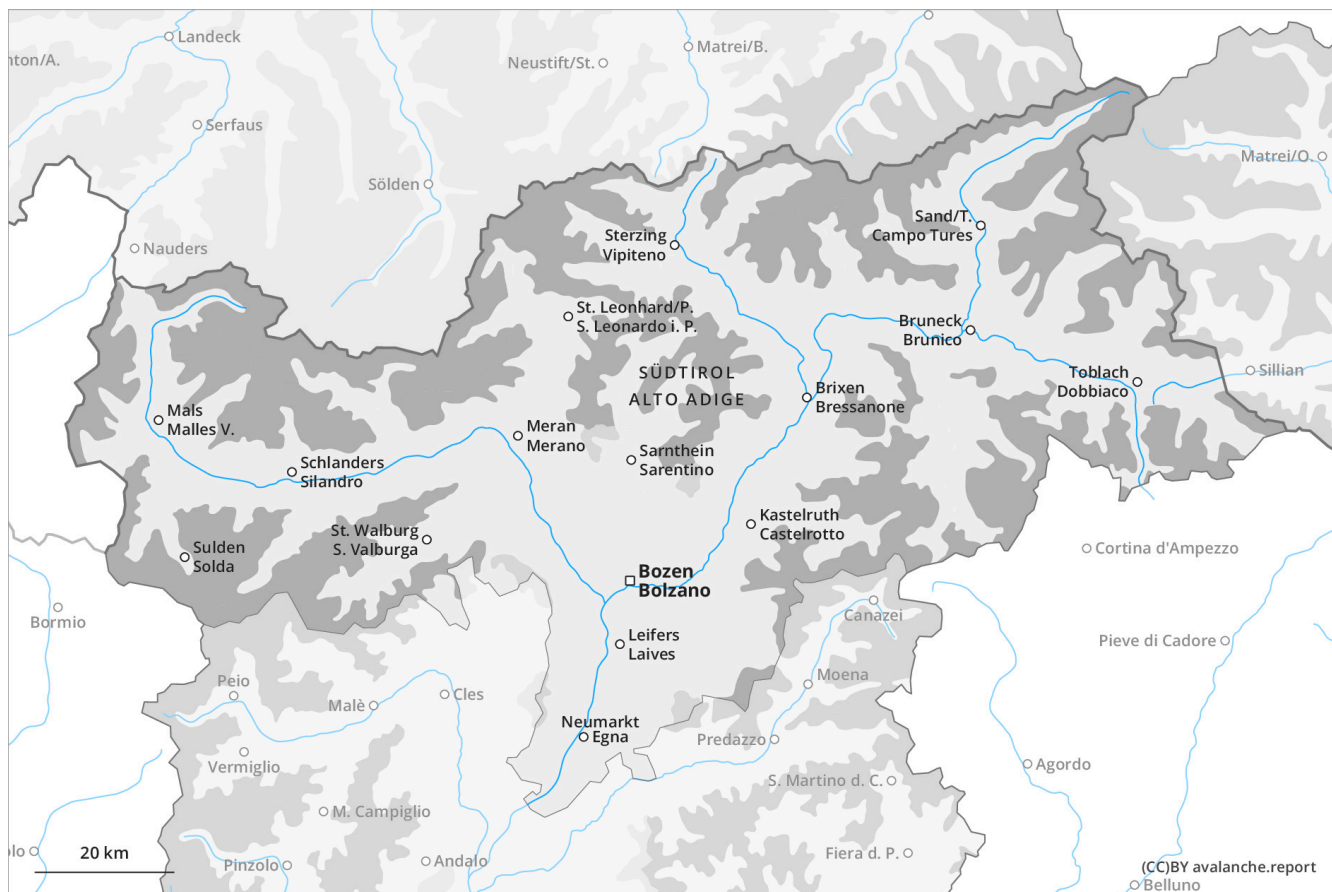 Landeck
nton/A.
Neustift/St.
Matrei/B.
Serfaus
Matrei/O.
Sölden
Sand/T.
Campo Tures
Nauders
Sterzing
Vipiteno
St. Leonhard/P.
S. Leonardo i. P.
Bruneck
Brunico
SÜDTIROL
ALTO ADIGE
Toblach
Dobbiaco
Sillian
Brixen
Bressanone
Mals
Malles V.
Meran
Merano
Schlanders
Silandro
Sarnthein
Sarentino
St. Walburg
S. Valburga
Kastelruth
Castelrotto
Sulden
Solda
Cortina d'Ampezzo
Bozen
Bolzano
Bormio
Canazei
Leifers
Laives
Pieve di Cadore
Peio
Moena
Malè
Cles
Neumarkt
Egna
Predazzo
Vermiglio
Agordo
S. Martino d. C.
M. Campiglio
olo
20 km
Pinzolo
Andalo
Fiera d. P.
(CC)BY avalanche.report
Belluno